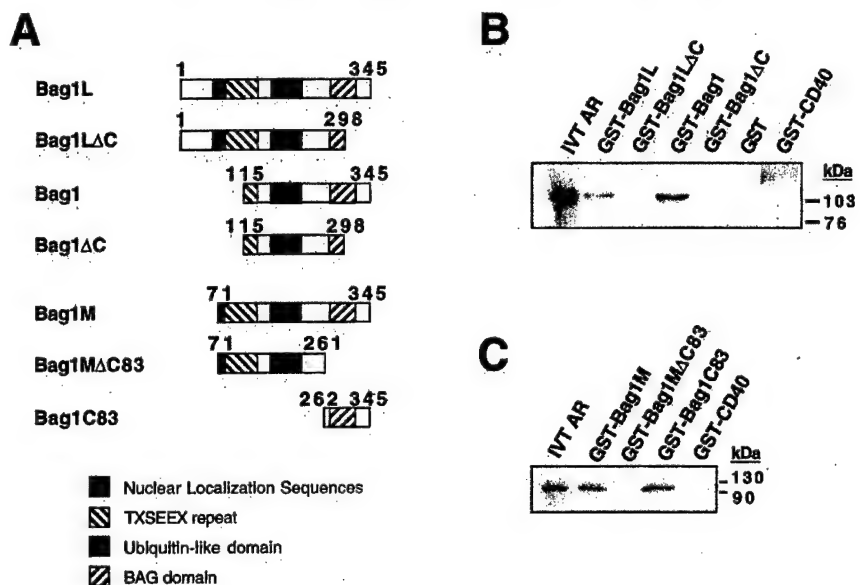 A
1 345
Bag1L
1 298
Bag1LΔC
115 345
Bag1
115 298
Bag1ΔC
71 345
Bag1M
71 261
Bag1MΔC83
262 345
Bag1C83
Nuclear Localization Sequences
TXSEEX repeat
Ubiquitin-like domain
BAG domain
B
IVT AR
GST-Bag1L
GST-Bag1LΔC
GST-Bag1
GST-Bag1ΔC
GST
GST-CD40
kDa
103
76
C
IVT AR
GST-Bag1M
GST-Bag1MΔC83
GST-Bag1C83
GST-CD40
kDa
130
90